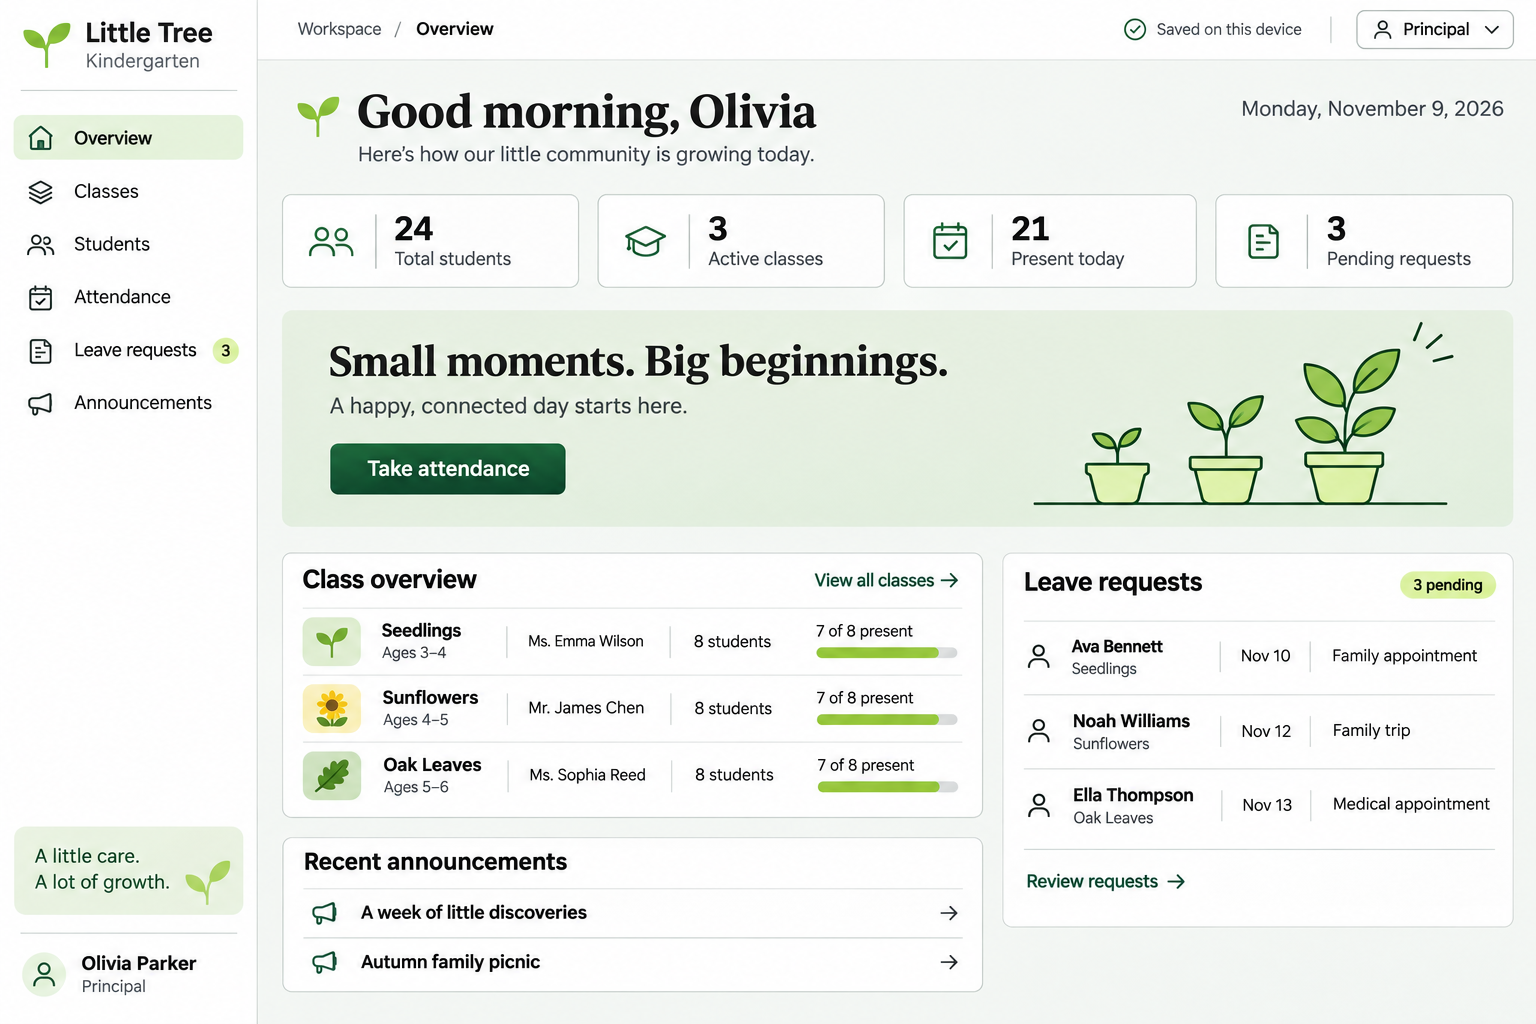 Little Tree
Kindergarten
Overview
Classes
Students
Attendance
Leave requests 3
Announcements
A little care.
A lot of growth.
Olivia Parker
Principal
Workspace / Overview
Saved on this device
Principal
Good morning, Olivia
Here's how our little community is growing today.
Monday, November 9, 2026
24
Total students
3
Active classes
21
Present today
3
Pending requests
Small moments. Big beginnings.
A happy, connected day starts here.
Take attendance
Class overview
View all classes →
Seedlings
Ages 3–4
Ms. Emma Wilson
8 students
7 of 8 present
Sunflowers
Ages 4–5
Mr. James Chen
8 students
7 of 8 present
Oak Leaves
Ages 5–6
Ms. Sophia Reed
8 students
7 of 8 present
Recent announcements
A week of little discoveries →
Autumn family picnic →
Leave requests
3 pending
Ava Bennett
Seedlings
Nov 10
Family appointment
Noah Williams
Sunflowers
Nov 12
Family trip
Ella Thompson
Oak Leaves
Nov 13
Medical appointment
Review requests →